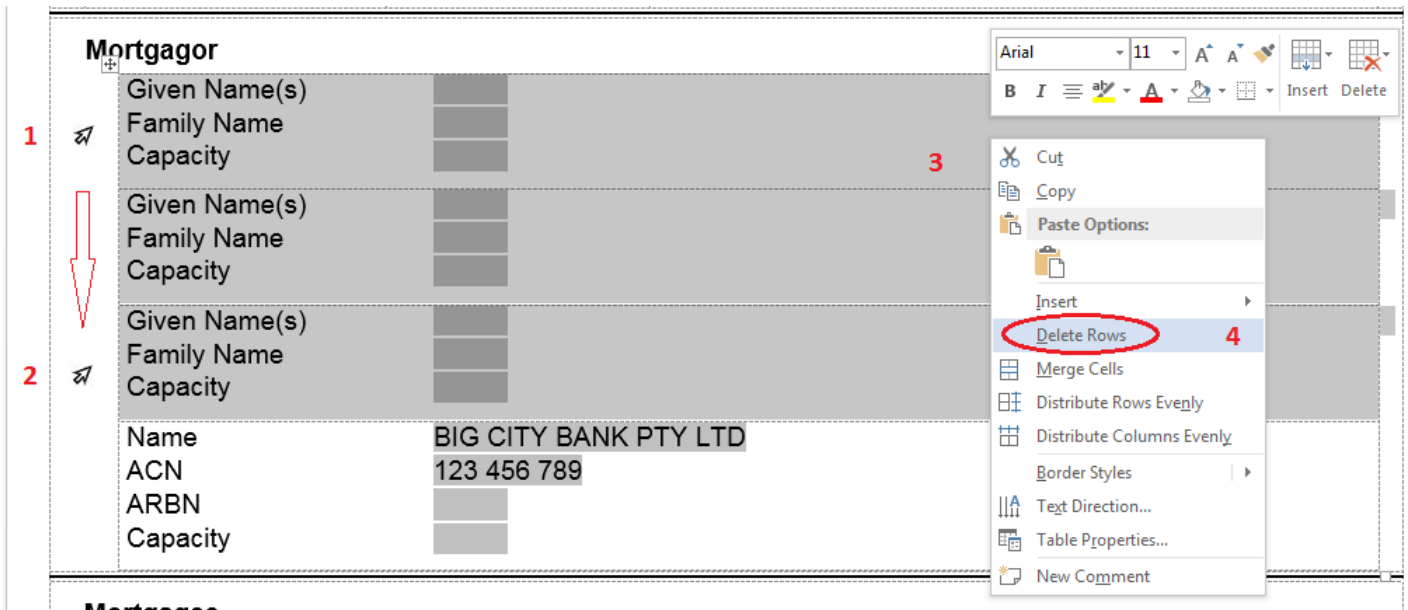 Mortgagor
1
Given Name(s)
Family Name
Capacity
Given Name(s)
Family Name
Capacity
2
Given Name(s)
Family Name
Capacity
Name BIG CITY BANK PTY LTD
ACN 123 456 789
ARBN
Capacity
Arial 11 A A
B I aby A Insert Delete
3
Cut
Copy
Paste Options:
Insert
Delete Rows 4
Merge Cells
Distribute Rows Evenly
Distribute Columns Evenly
Border Styles
Text Direction...
Table Properties...
New Comment